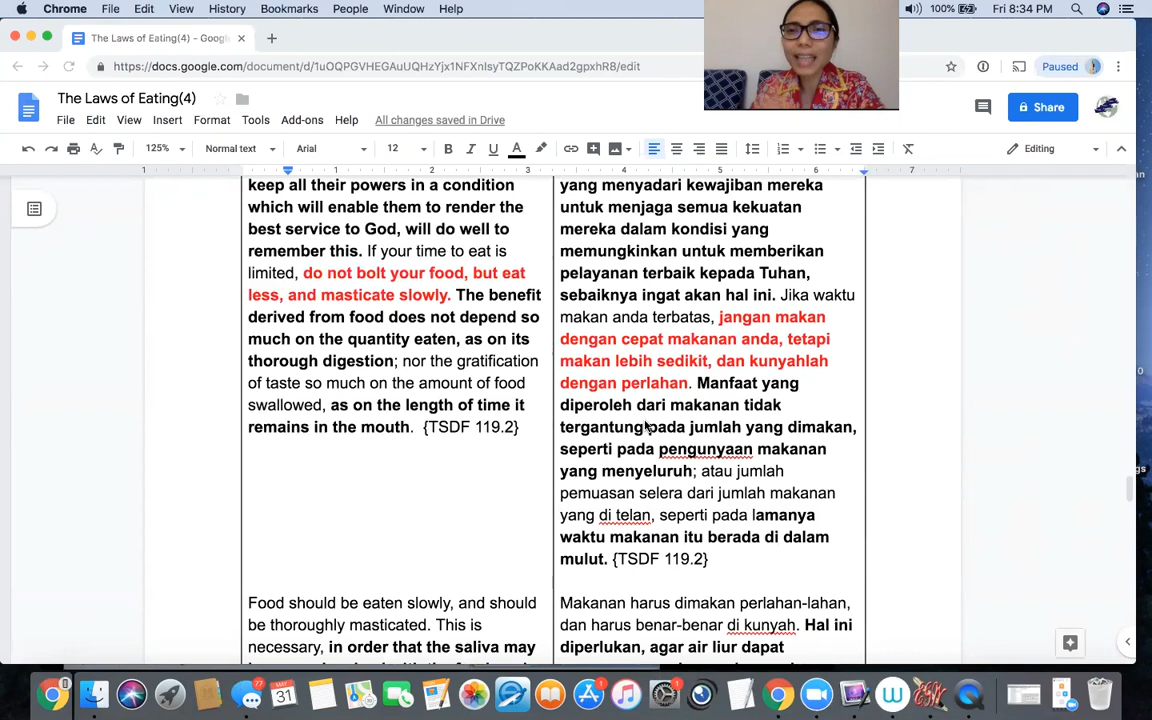 Chrome File Edit View History Bookmarks People Window Help 100% Fri 8:34 PM
The Laws of Eating(4) - Googl
https://docs.google.com/document/d/1uOQPGVHEGAuUQHzYjx1NFXnlsyTQZPoKKAad2gpxhR8/edit Paused
The Laws of Eating(4)
File Edit View Insert Format Tools Add-ons Help All changes saved in Drive
Share
125% Normal text Arial 12 B I U A Editing
1 1 2 3 4 5 6 7
keep all their powers in a condition
which will enable them to render the
best service to God, will do well to
remember this. If your time to eat is
limited, do not bolt your food, but eat
less, and masticate slowly. The benefit
derived from food does not depend so
much on the quantity eaten, as on its
thorough digestion; nor the gratification
of taste so much on the amount of food
swallowed, as on the length of time it
remains in the mouth. {TSDF 119.2}
Food should be eaten slowly, and should
be thoroughly masticated. This is
necessary, in order that the saliva may
yang menyadari kewajiban mereka
untuk menjaga semua kekuatan
mereka dalam kondisi yang
memungkinkan untuk memberikan
pelayanan terbaik kepada Tuhan,
sebaiknya ingat akan hal ini. Jika waktu
makan anda terbatas, jangan makan
dengan cepat makanan anda, tetapi
makan lebih sedikit, dan kunyahlah
dengan perlahan. Manfaat yang
diperoleh dari makanan tidak
tergantung pada jumlah yang dimakan,
seperti pada pengunyaan makanan
yang menyeluruh; atau jumlah
pemuasan selera dari jumlah makanan
yang di telan, seperti pada lamanya
waktu makanan itu berada di dalam
mulut. {TSDF 119.2}
Makanan harus dimakan perlahan-lahan,
dan harus benar-benar di kunyah. Hal ini
diperlukan, agar air liur dapat
77
31
1
1